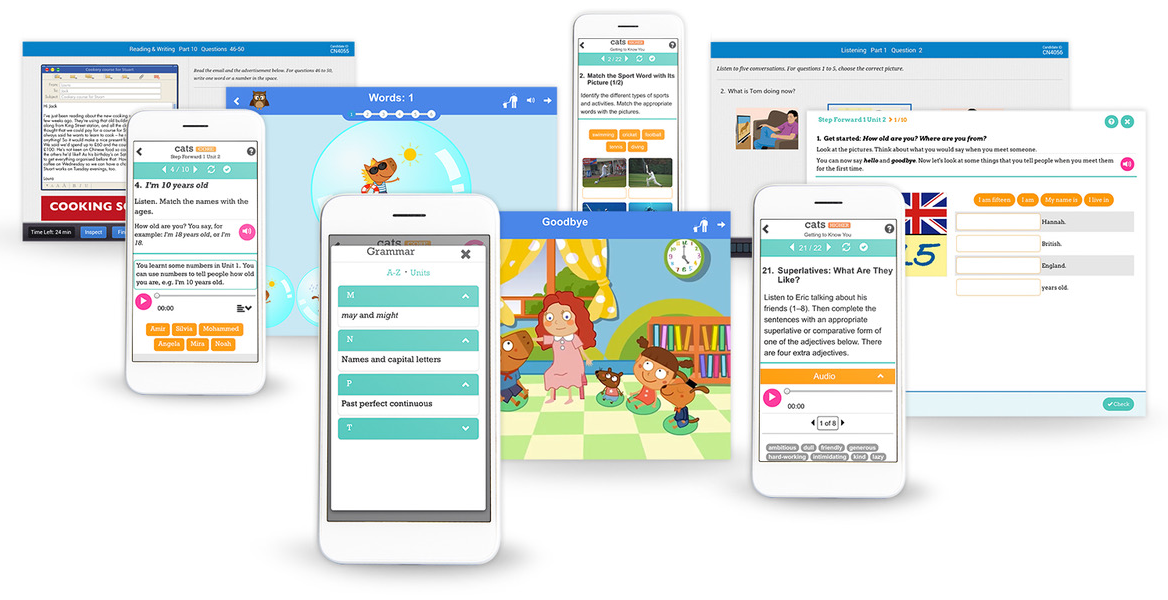 Reading & Writing Part 10 Questions 46-50
Candidate ID
CN4055
Cookery course for Stuart
Read the email and the advertisement below. For questions 46 to 50,
write one word or a number in the space.
Hi Jack
Laura
COOKING
Time Left: 24 min
Inspect
Words: 1
1 2 3 4 5 6
cats
Step Forward 1 Unit 2
4 / 10
4. I'm 10 years old
Listen. Match the names with the
ages.
How old are you? You say, for
example: I'm 18 years old, or I'm
18.
You learnt some numbers in Unit 1. You
can use numbers to tell people how old
you are, e.g. I'm 10 years old.
00:00
Amir Silvia Mohammed
Angela Mira Noah
cats
Grammar
A-Z • Units
M
may and might
N
Names and capital letters
P
Past perfect continuous
T
Goodbye
cats
Getting to Know You
2 / 22
2. Match the Sport Word with Its
Picture (1/2)
Identify the different types of sports
and activities. Match the appropriate
words with the pictures.
swimming cricket football
tennis diving
Listening Part 1 Question 2
Candidate ID
CN4055
Listen to five conversations. For questions 1 to 5, choose the correct picture.
2. What is Tom doing now?
Step Forward 1 Unit 2 1 / 10
1. Get started: How old are you? Where are you from?
Look at the pictures. Think about what you would say when you meet someone.
You can now say hello and goodbye. Now let's look at some things that you tell people when you meet them
for the first time.
I am fifteen I am My name is I live in
Hannah.
British.
England.
years old.
Check
cats
Getting to Know You
21 / 22
21. Superlatives: What Are They
Like?
Listen to Eric talking about his
friends (1–8). Then complete the
sentences with an appropriate
superlative or comparative form of
one of the adjectives below. There
are four extra adjectives.
Audio
00:00
1 of 8
ambitious dull friendly generous
hard-working intimidating kind lazy